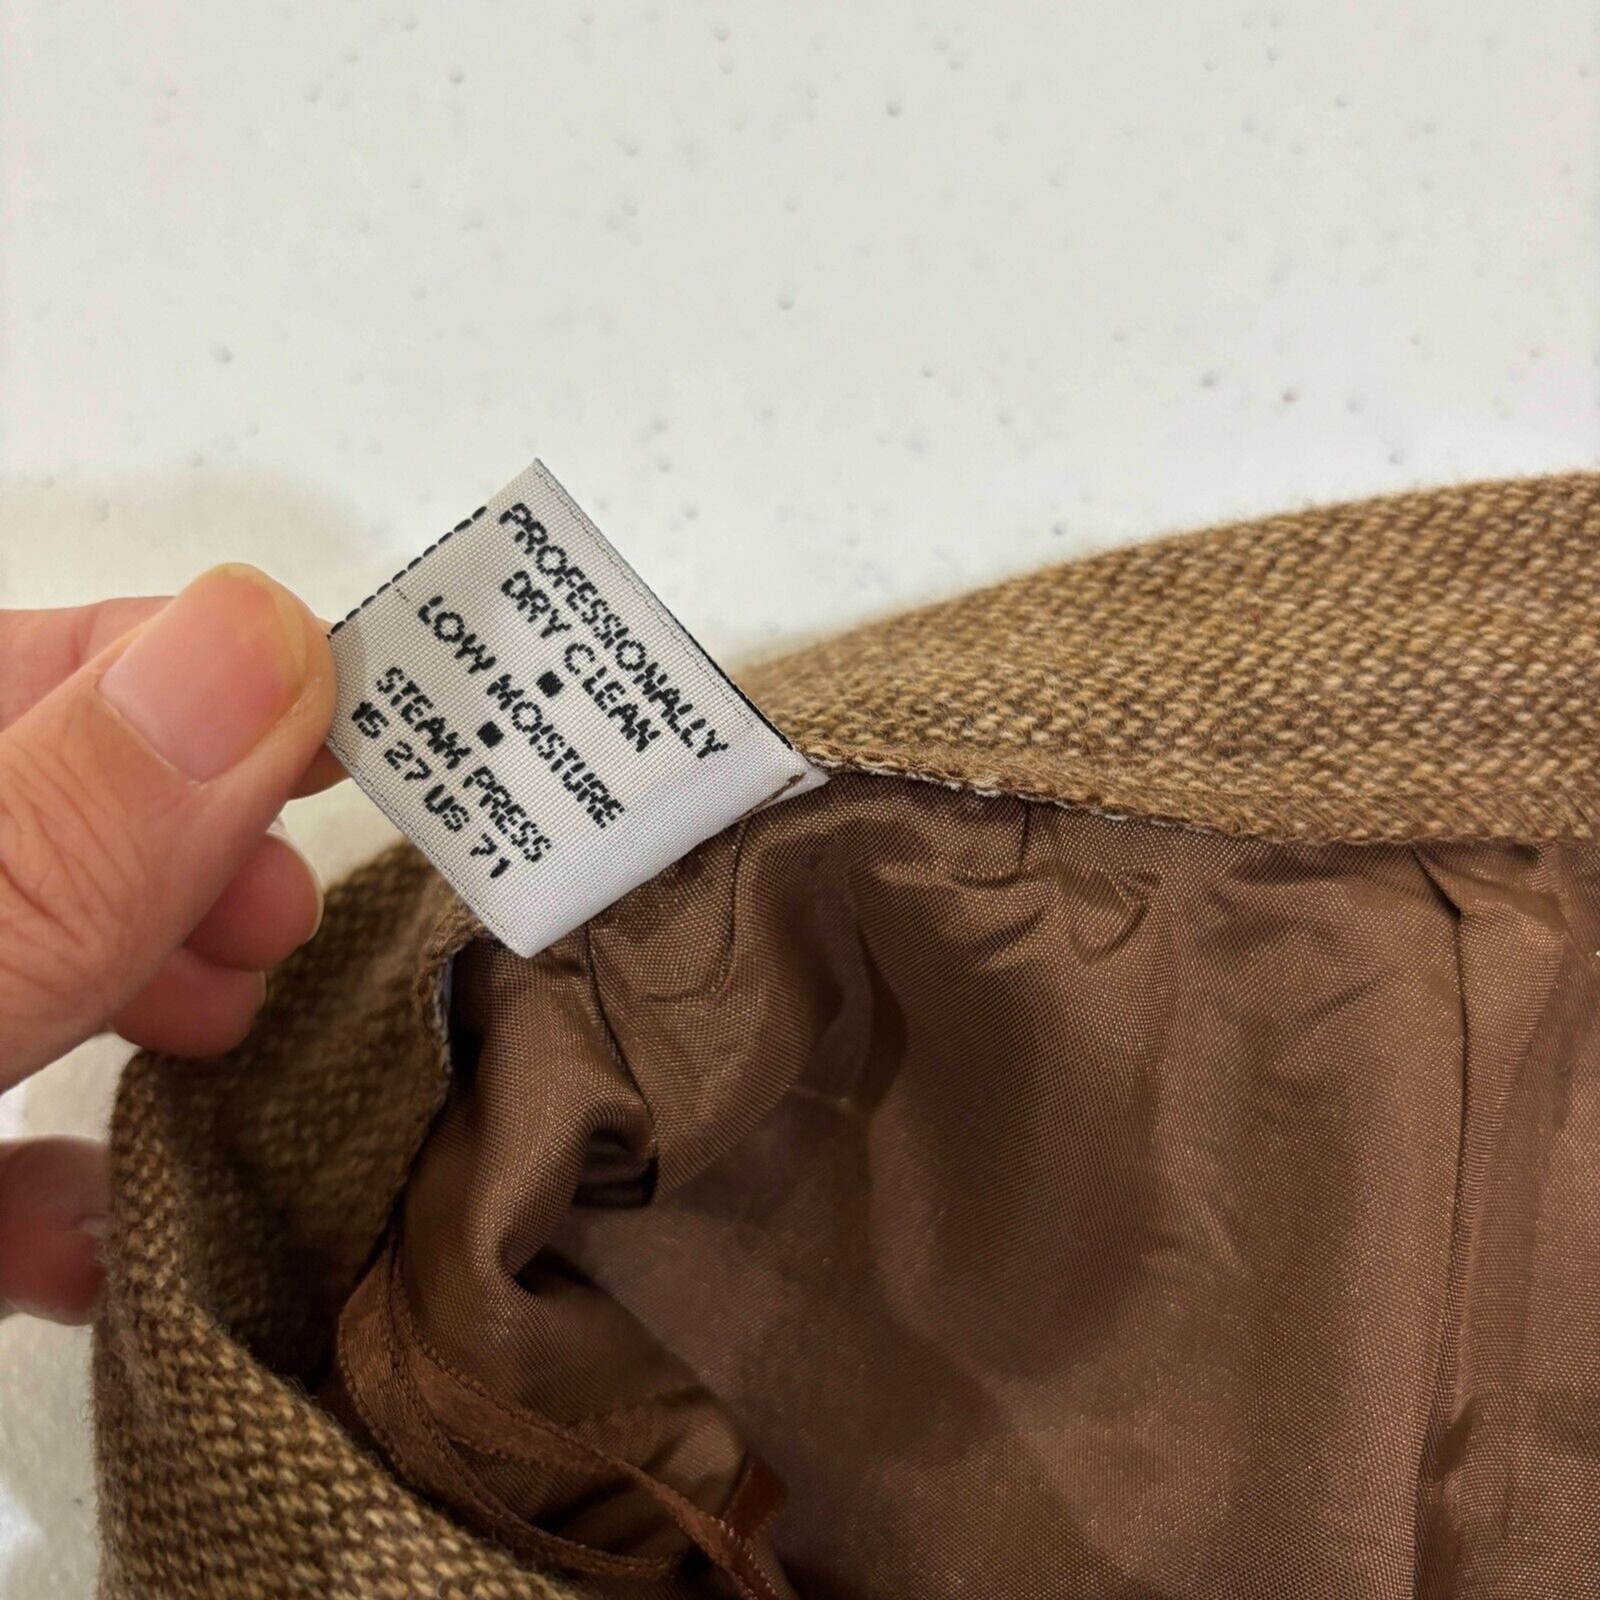 PROFESSIONALLY
DRY CLEAN
■
LOW MOISTURE
■
STEAM PRESS
15 27 US 71